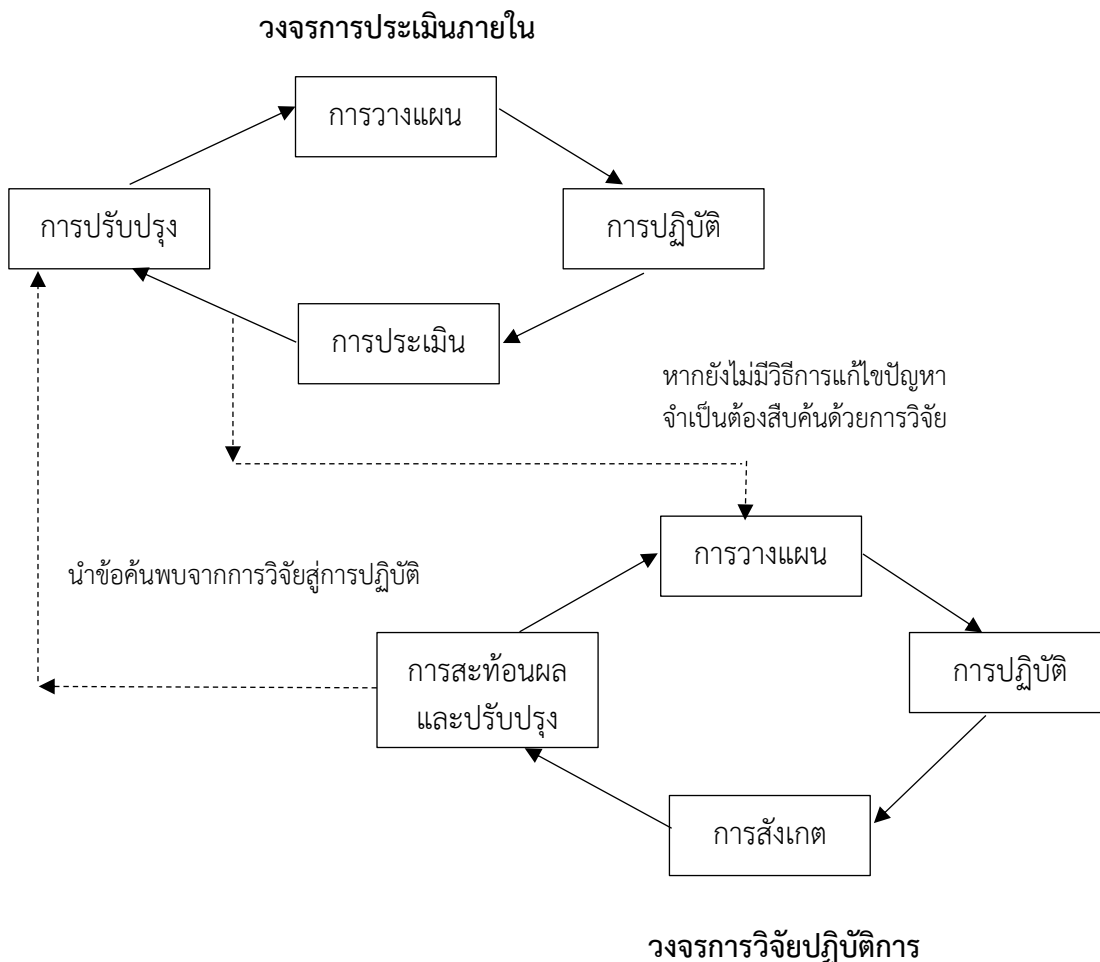 วงจรการประเมินภายใน
การวางแผน
การปรับปรุง
การปฏิบัติ
การประเมิน
หากยังไม่มีวิธีการแก้ไขปัญหา
จำเป็นต้องสืบค้นด้วยการวิจัย
การวางแผน
นำข้อค้นพบจากการวิจัยสู่การปฏิบัติ
การสะท้อนผล
และปรับปรุง
การปฏิบัติ
การสังเกต
วงจรการวิจัยปฏิบัติการ